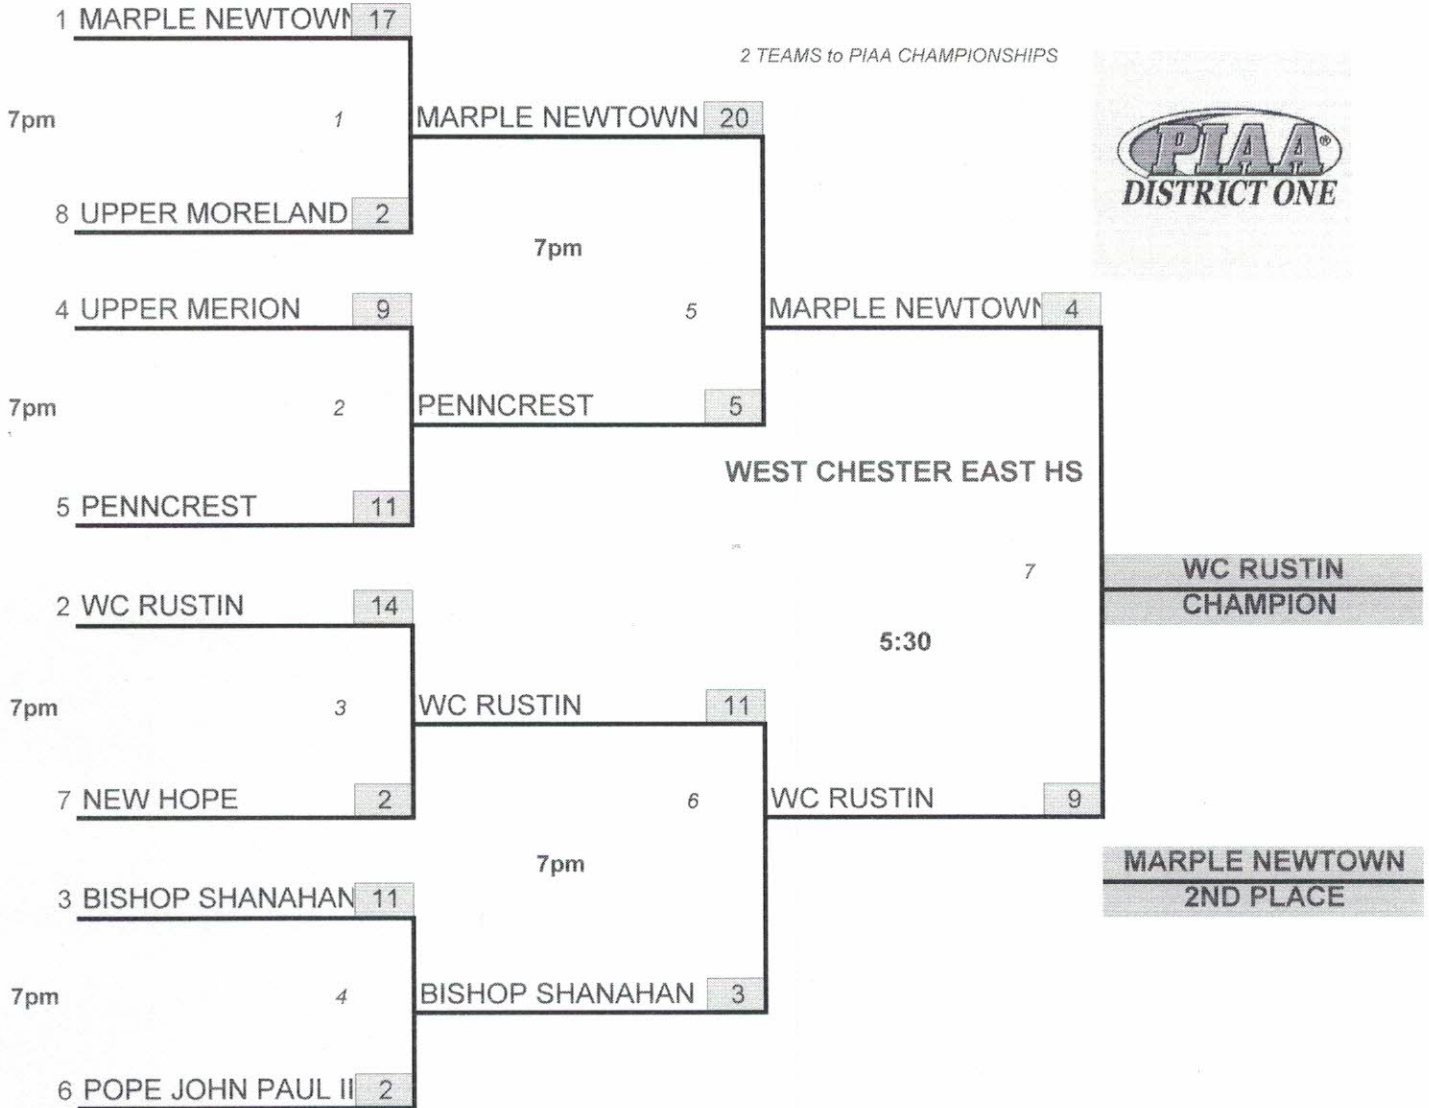 1 MARPLE NEWTOWN 17
2 TEAMS to PIAA CHAMPIONSHIPS
7pm
1
MARPLE NEWTOWN 20
PIAA®
DISTRICT ONE
8 UPPER MORELAND 2
7pm
4 UPPER MERION 9
5
MARPLE NEWTOWN 4
7pm
2
PENNCREST 5
WEST CHESTER EAST HS
5 PENNCREST 11
7
WC RUSTIN
CHAMPION
2 WC RUSTIN 14
5:30
7pm
3
WC RUSTIN 11
7 NEW HOPE 2
6
WC RUSTIN 9
7pm
MARPLE NEWTOWN
2ND PLACE
3 BISHOP SHANAHAN 11
7pm
4
BISHOP SHANAHAN 3
6 POPE JOHN PAUL II 2